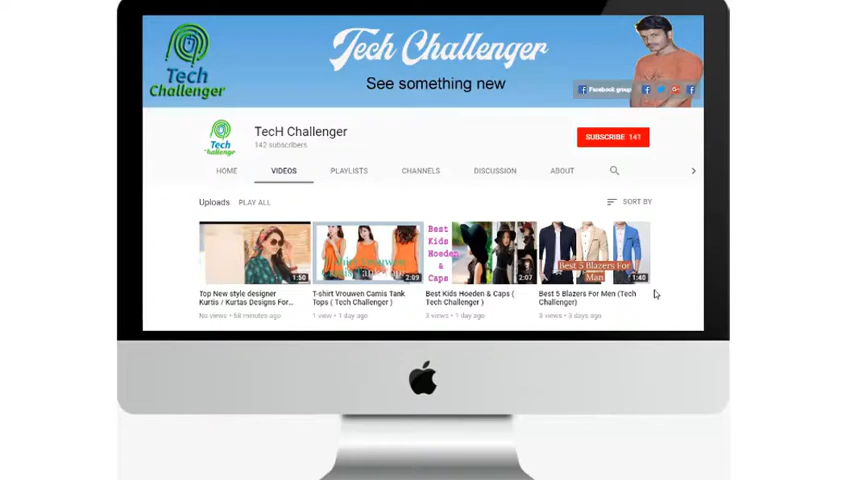 Tech
Challenger
Tech Challenger
See something new
Facebook group
Tech
TecH Challenger
142 subscribers
SUBSCRIBE 141
HOME
VIDEOS
PLAYLISTS
CHANNELS
DISCUSSION
ABOUT
Uploads
PLAY ALL
SORT BY
1:50
2:09
Best
Kids
Hoeden
&
Caps
2:07
Best 5 Blazers For
Man
1:40
Top New style designer
Kurtis / Kurtas Designs For...
No views • 58 minutes ago
T-shirt Vrouwen Camis Tank
Tops ( Tech Challenger )
1 view • 1 day ago
Best Kids Hoeden & Caps (
Tech Challenger )
3 views • 1 day ago
Best 5 Blazers For Men (Tech
Challenger)
3 views • 3 days ago